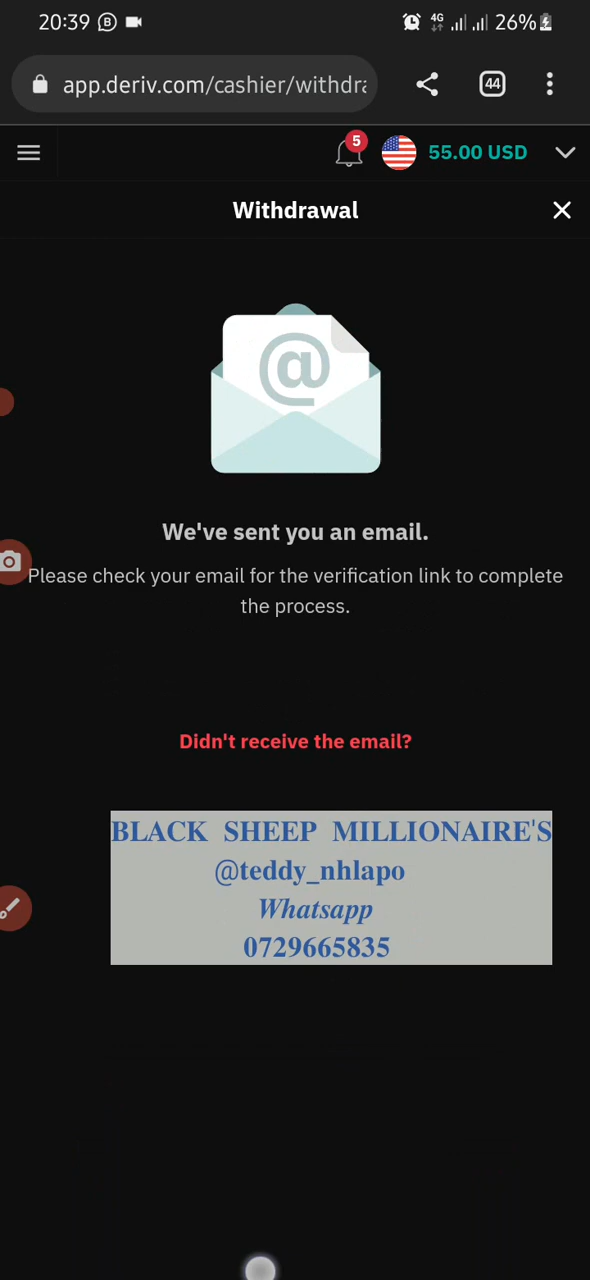 20:39
4G
26%
app.deriv.com/cashier/withdra
44
5
55.00 USD
Withdrawal
@
We've sent you an email.
Please check your email for the verification link to complete
the process.
Didn't receive the email?
BLACK SHEEP MILLIONAIRE'S
@teddy_nhlapo
Whatsapp
0729665835